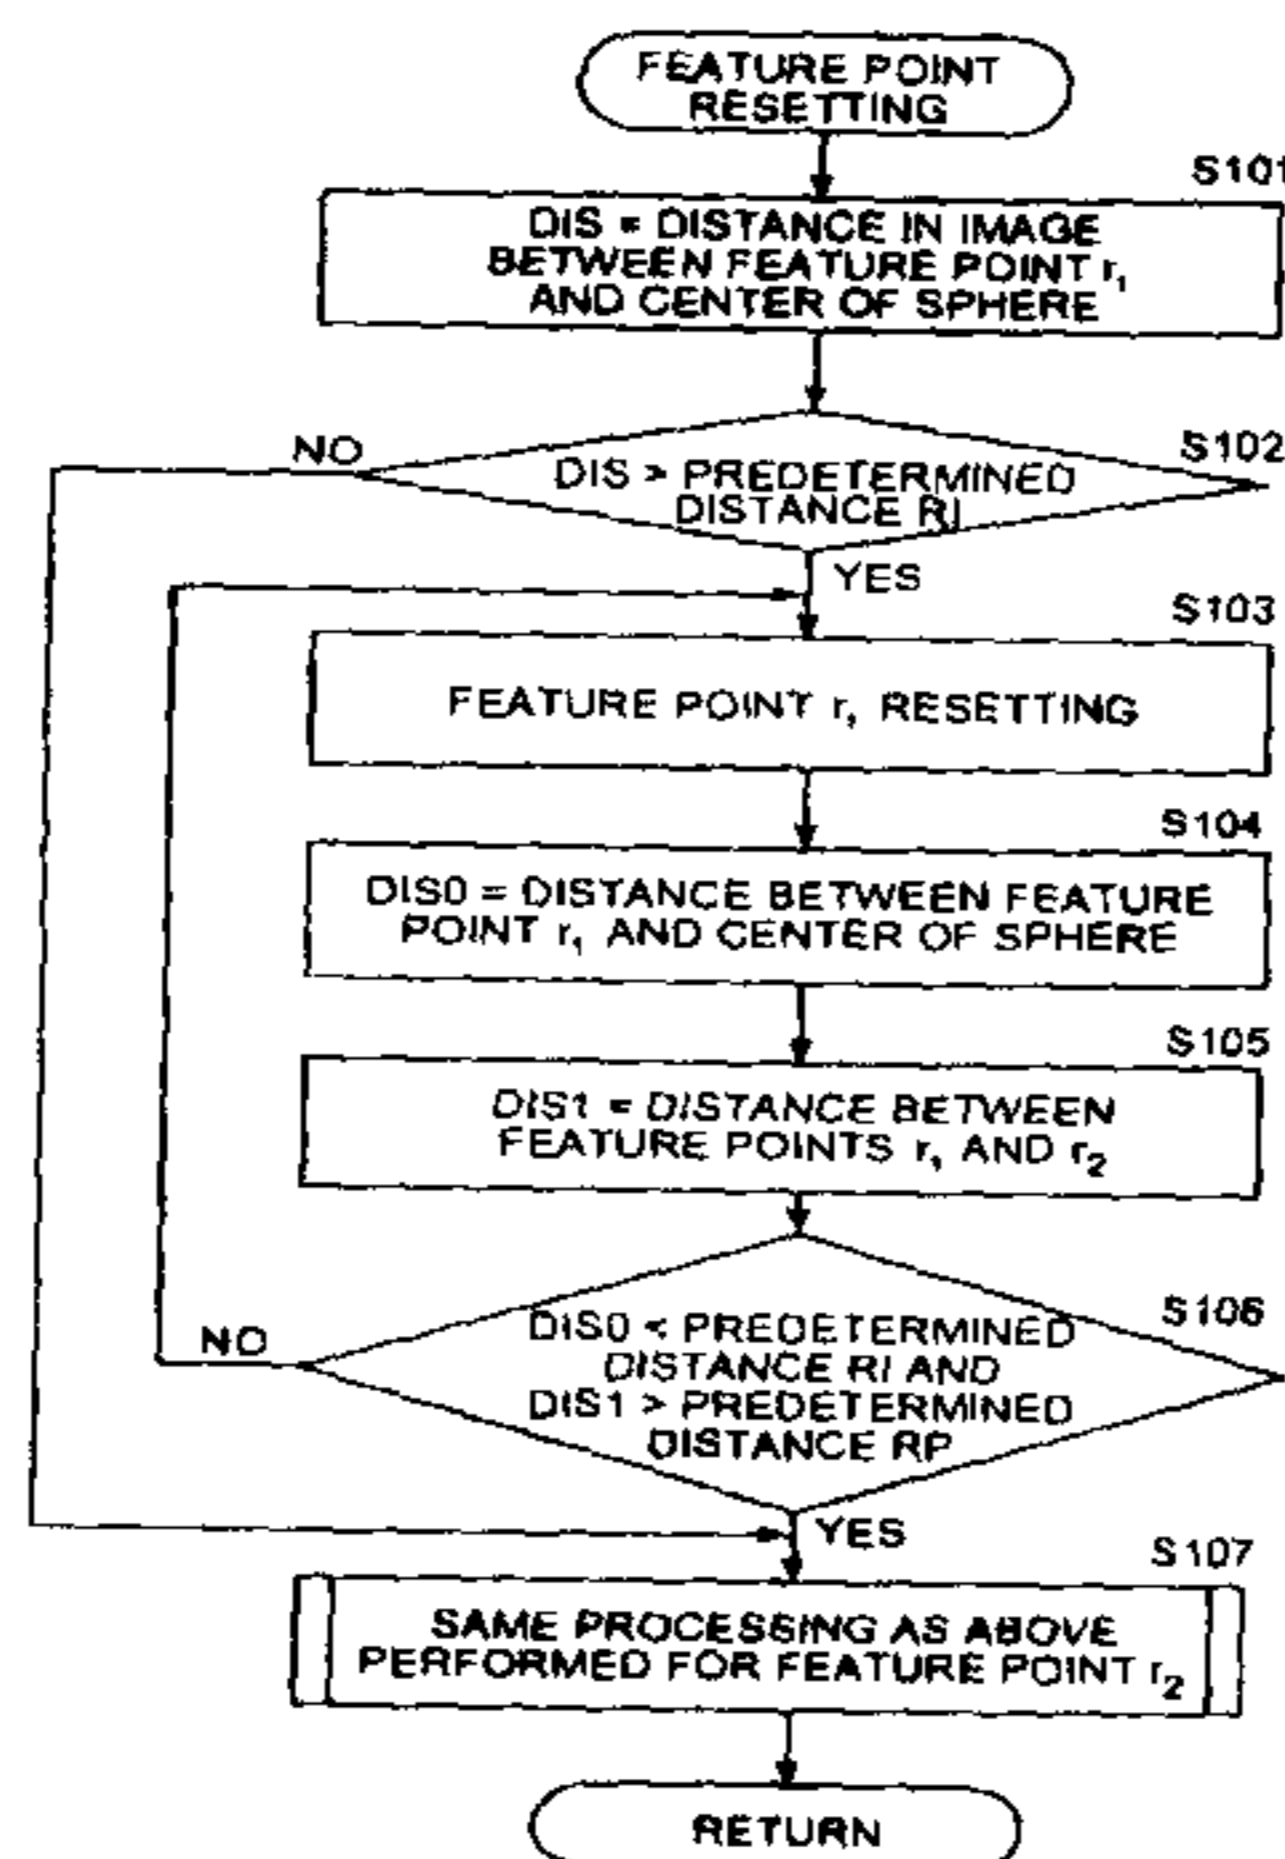 FEATURE POINT
RESETTING
S101
DIS = DISTANCE IN IMAGE
BETWEEN FEATURE POINT r₁
AND CENTER OF SPHERE
NO
S102
DIS > PREDETERMINED
DISTANCE RI
YES
S103
FEATURE POINT r₁ RESETTING
S104
DIS0 = DISTANCE BETWEEN FEATURE
POINT r₁ AND CENTER OF SPHERE
S105
DIS1 = DISTANCE BETWEEN
FEATURE POINTS r₁ AND r₂
S106
NO
DIS0 < PREDETERMINED
DISTANCE RI AND
DIS1 > PREDETERMINED
DISTANCE RP
YES
S107
SAME PROCESSING AS ABOVE
PERFORMED FOR FEATURE POINT r₂
RETURN